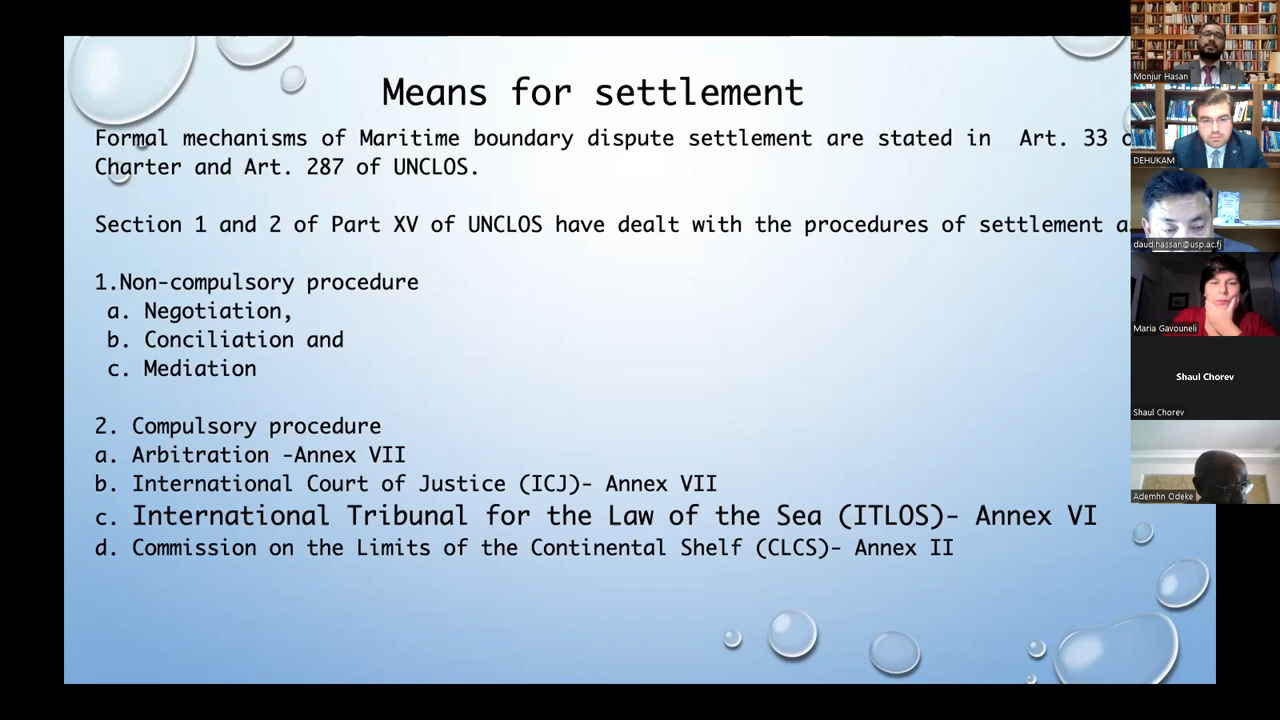 Means for settlement
Formal mechanisms of Maritime boundary dispute settlement are stated in Art. 33
Charter and Art. 287 of UNCLOS.
Section 1 and 2 of Part XV of UNCLOS have dealt with the procedures of settlement
1.Non-compulsory procedure
a. Negotiation,
b. Conciliation and
c. Mediation
2. Compulsory procedure
a. Arbitration -Annex VII
b. International Court of Justice (ICJ)- Annex VII
c. International Tribunal for the Law of the Sea (ITLOS)- Annex VI
d. Commission on the Limits of the Continental Shelf (CLCS)- Annex II
Monjur Hasan
DEHUKAM
daud.hassan@usp.ac.fj
Maria Gavouneli
Shaul Chorev
Shaul Chorev
Ademhn Odeke